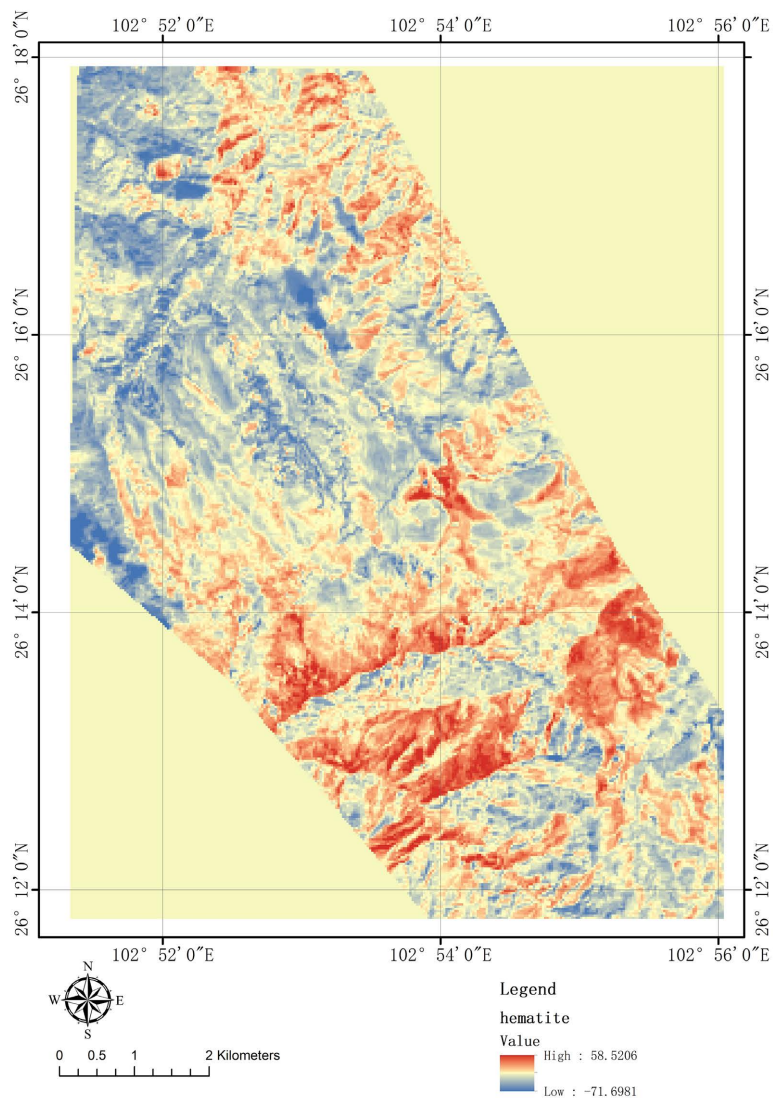 102° 52′0″E 102° 54′0″E 102° 56′0″E
26° 18′0″N 26° 18′0″N
26° 16′0″N 26° 16′0″N
26° 14′0″N 26° 14′0″N
26° 12′0″N 26° 12′0″N
102° 52′0″E 102° 54′0″E 102° 56′0″E
N
W E
S
0 0.5 1 2 Kilometers
Legend
hematite
Value
High : 58.5206
Low : -71.6981